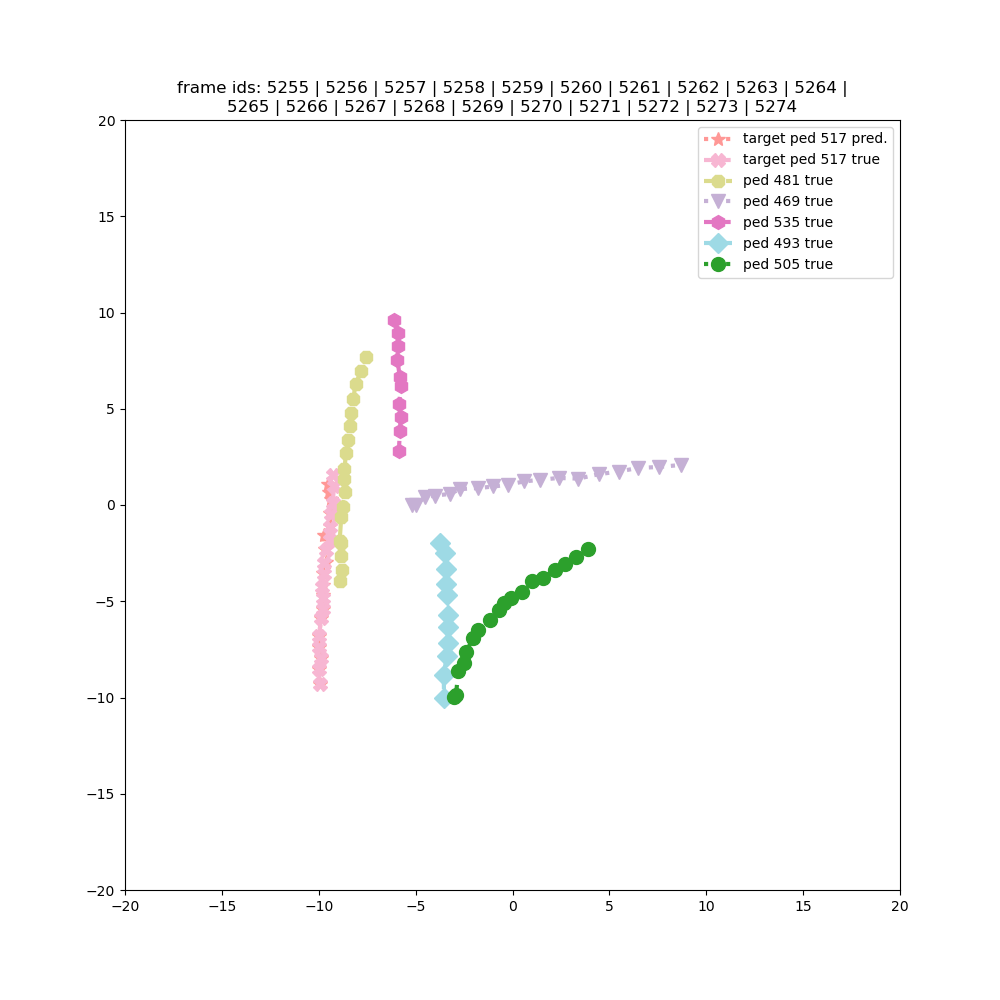 frame ids: 5255 | 5256 | 5257 | 5258 | 5259 | 5260 | 5261 | 5262 | 5263 | 5264 |
5265 | 5266 | 5267 | 5268 | 5269 | 5270 | 5271 | 5272 | 5273 | 5274
20
15
10
5
0
−5
−10
−15
−20
−20
−15
−10
−5
0
5
10
15
20
target ped 517 pred.
target ped 517 true
ped 481 true
ped 469 true
ped 535 true
ped 493 true
ped 505 true